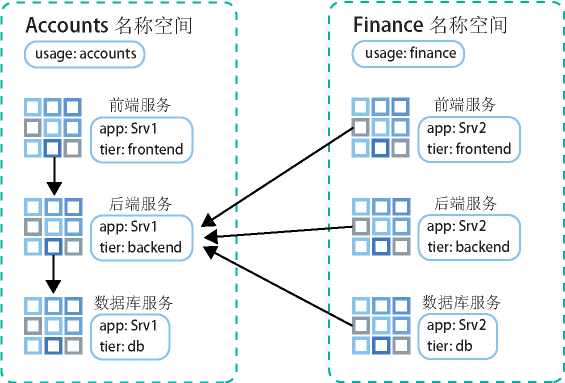 Accounts 名称空间
usage: accounts
前端服务
app: Srv1
tier: frontend
后端服务
app: Srv1
tier: backend
数据库服务
app: Srv1
tier: db
Finance 名称空间
usage: finance
前端服务
app: Srv2
tier: frontend
后端服务
app: Srv2
tier: backend
数据库服务
app: Srv2
tier: db